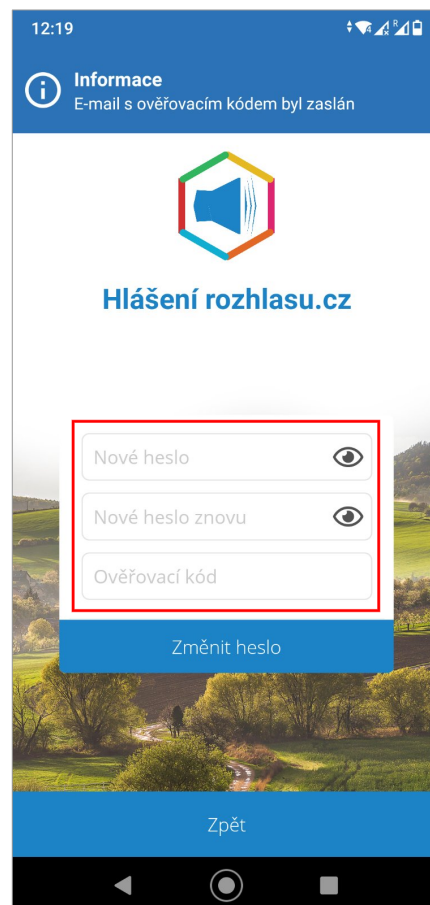 12:19
Informace
E-mail s ověřovacím kódem byl zaslán
Hlášení rozhlasu.cz
Nové heslo
Nové heslo znovu
Ověřovací kód
Změnit heslo
Zpět